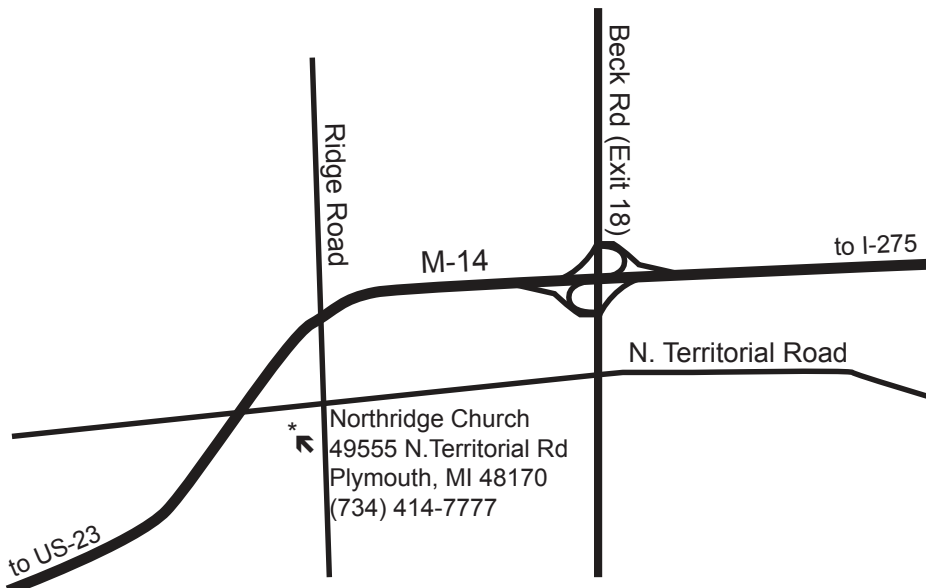 Beck Rd (Exit 18)
Ridge Road
M-14
to I-275
N. Territorial Road
*
Northridge Church
49555 N.Territorial Rd
Plymouth, MI 48170
(734) 414-7777
to US-23